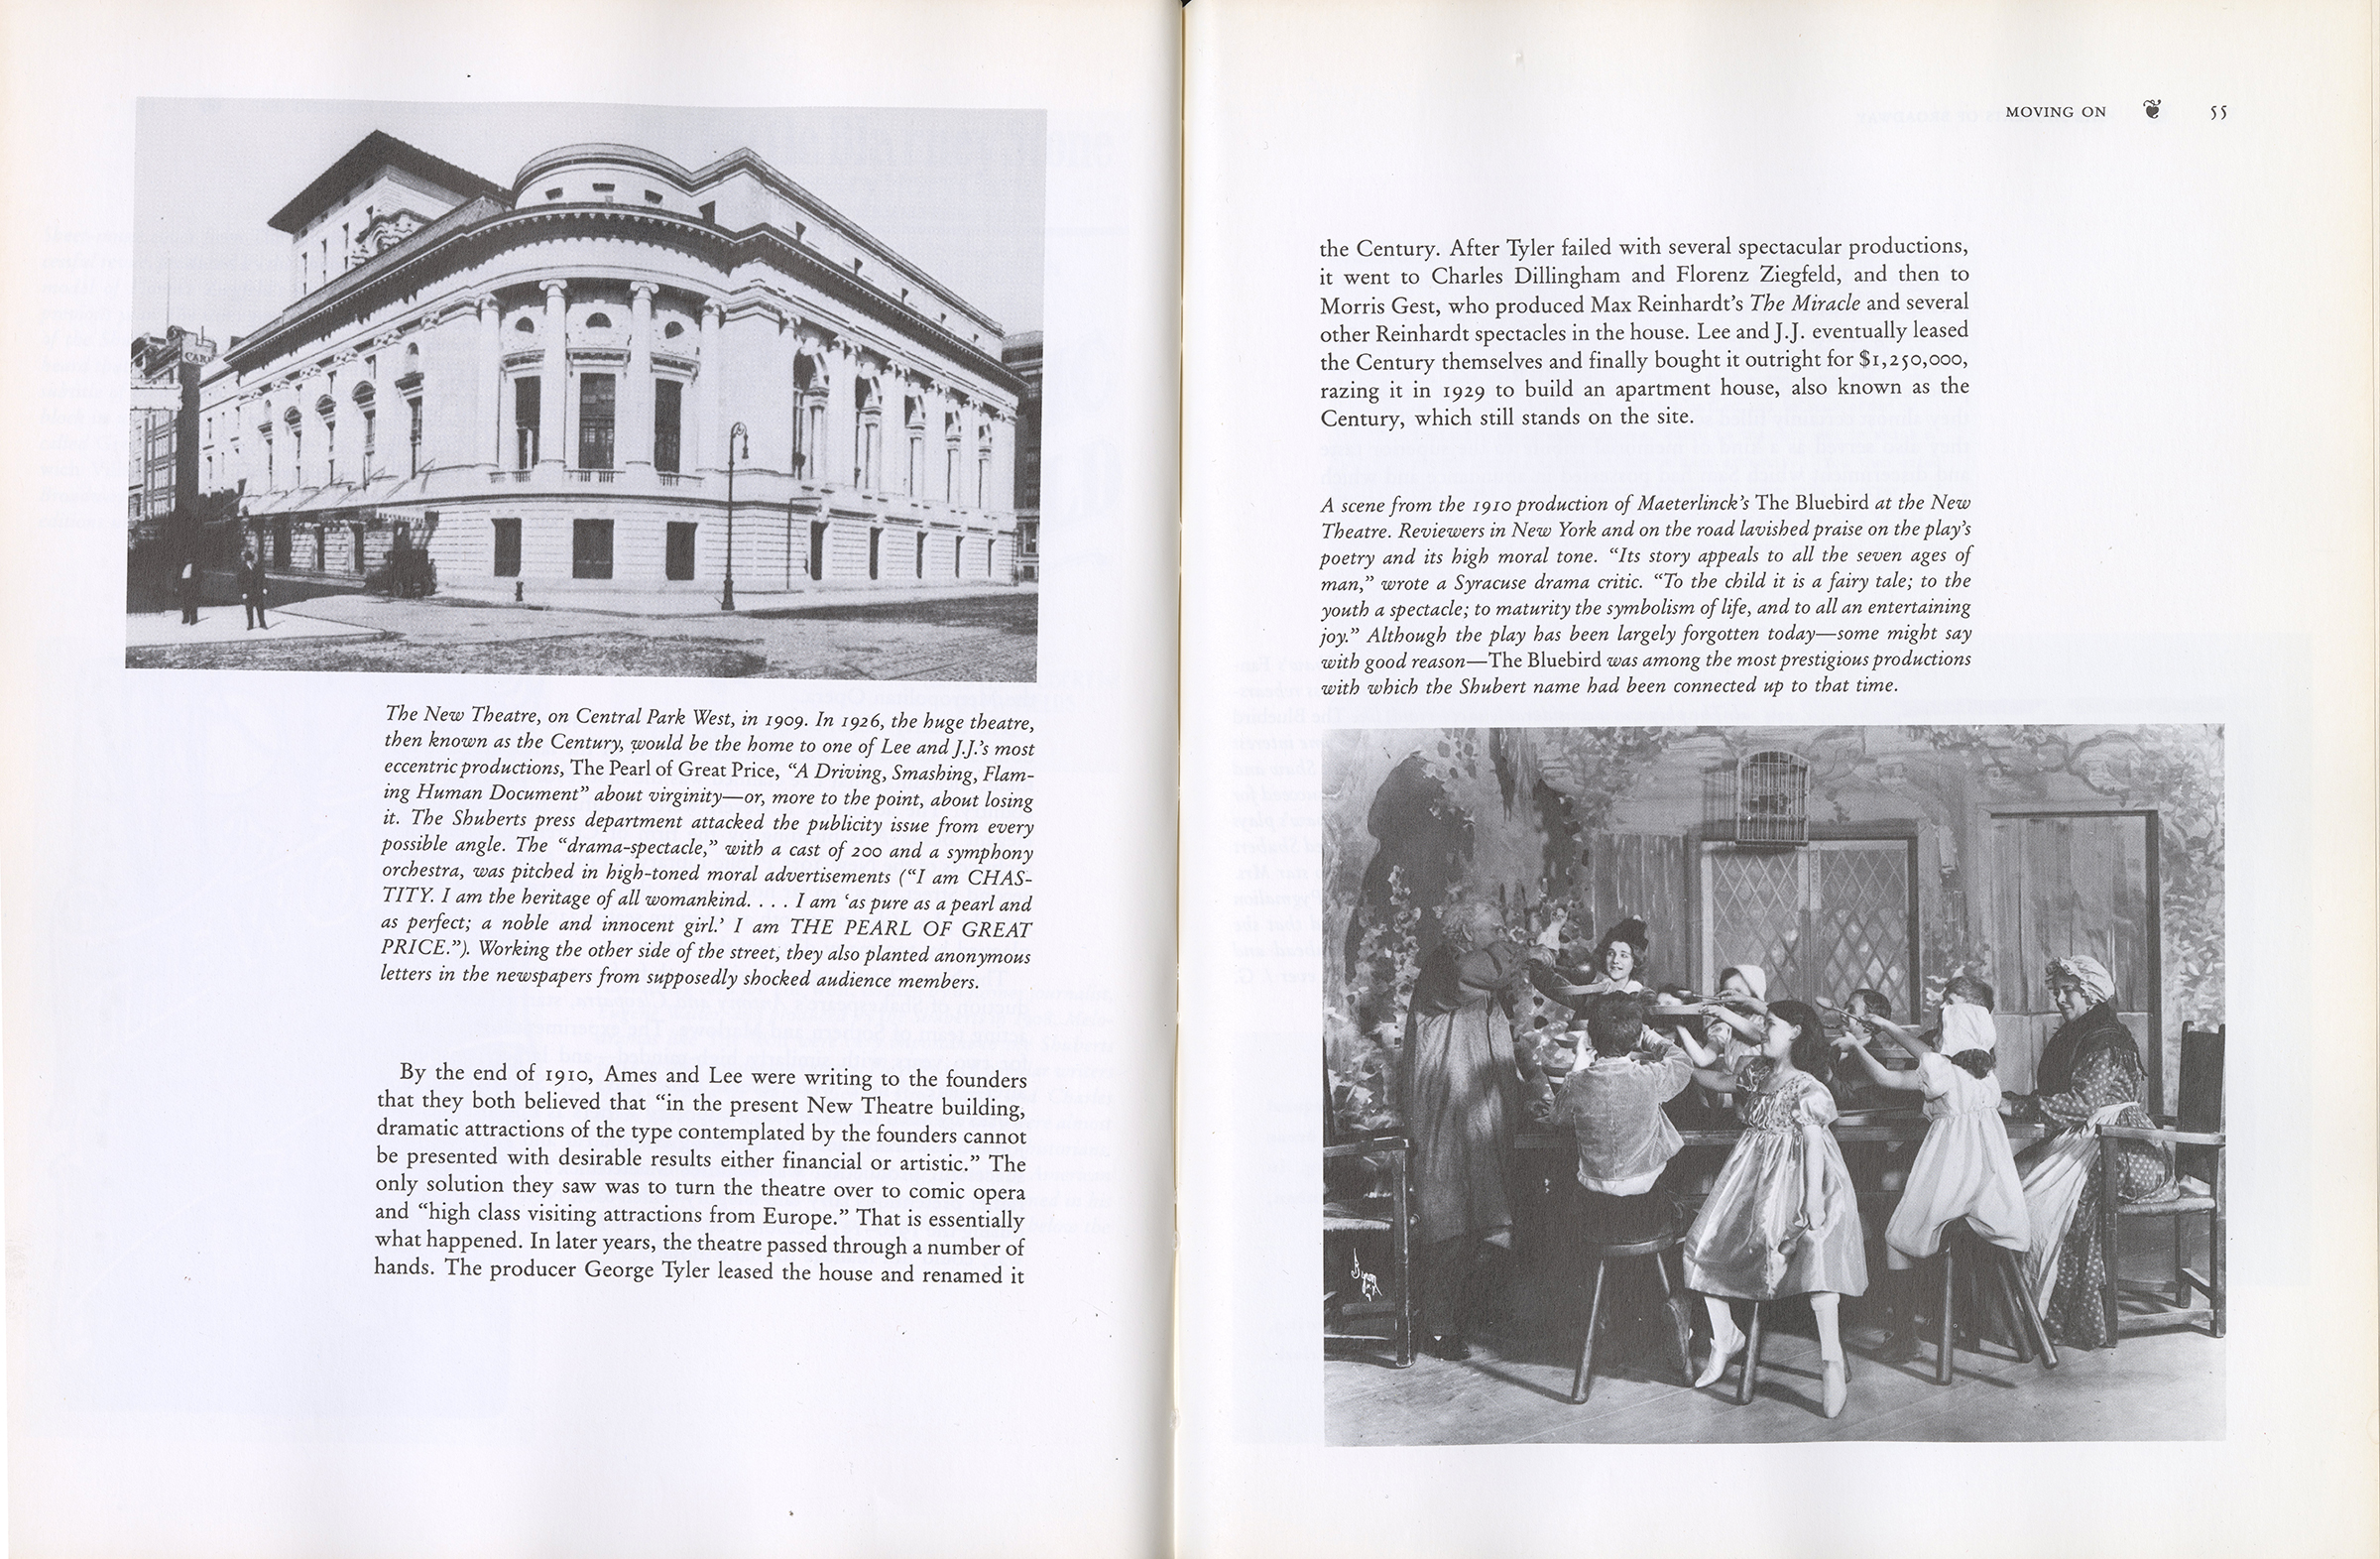 CAR
The New Theatre, on Central Park West, in 1909. In 1926, the huge theatre,
then known as the Century, would be the home to one of Lee and J.J.'s most
eccentric productions, The Pearl of Great Price, “A Driving, Smashing, Flam-
ing Human Document” about virginity—or, more to the point, about losing
it. The Shuberts press department attacked the publicity issue from every
possible angle. The “drama-spectacle,” with a cast of 200 and a symphony
orchestra, was pitched in high-toned moral advertisements (“I am CHAS-
TITY. I am the heritage of all womankind. . . . I am ‘as pure as a pearl and
as perfect; a noble and innocent girl.’ I am THE PEARL OF GREAT
PRICE.”). Working the other side of the street, they also planted anonymous
letters in the newspapers from supposedly shocked audience members.
By the end of 1910, Ames and Lee were writing to the founders
that they both believed that “in the present New Theatre building,
dramatic attractions of the type contemplated by the founders cannot
be presented with desirable results either financial or artistic.” The
only solution they saw was to turn the theatre over to comic opera
and “high class visiting attractions from Europe.” That is essentially
what happened. In later years, the theatre passed through a number of
hands. The producer George Tyler leased the house and renamed it
MOVING ON 55
the Century. After Tyler failed with several spectacular productions,
it went to Charles Dillingham and Florenz Ziegfeld, and then to
Morris Gest, who produced Max Reinhardt's The Miracle and several
other Reinhardt spectacles in the house. Lee and J.J. eventually leased
the Century themselves and finally bought it outright for $1,250,000,
razing it in 1929 to build an apartment house, also known as the
Century, which still stands on the site.
A scene from the 1910 production of Maeterlinck's The Bluebird at the New
Theatre. Reviewers in New York and on the road lavished praise on the play's
poetry and its high moral tone. “Its story appeals to all the seven ages of
man,” wrote a Syracuse drama critic. “To the child it is a fairy tale; to the
youth a spectacle; to maturity the symbolism of life, and to all an entertaining
joy.” Although the play has been largely forgotten today—some might say
with good reason—The Bluebird was among the most prestigious productions
with which the Shubert name had been connected up to that time.